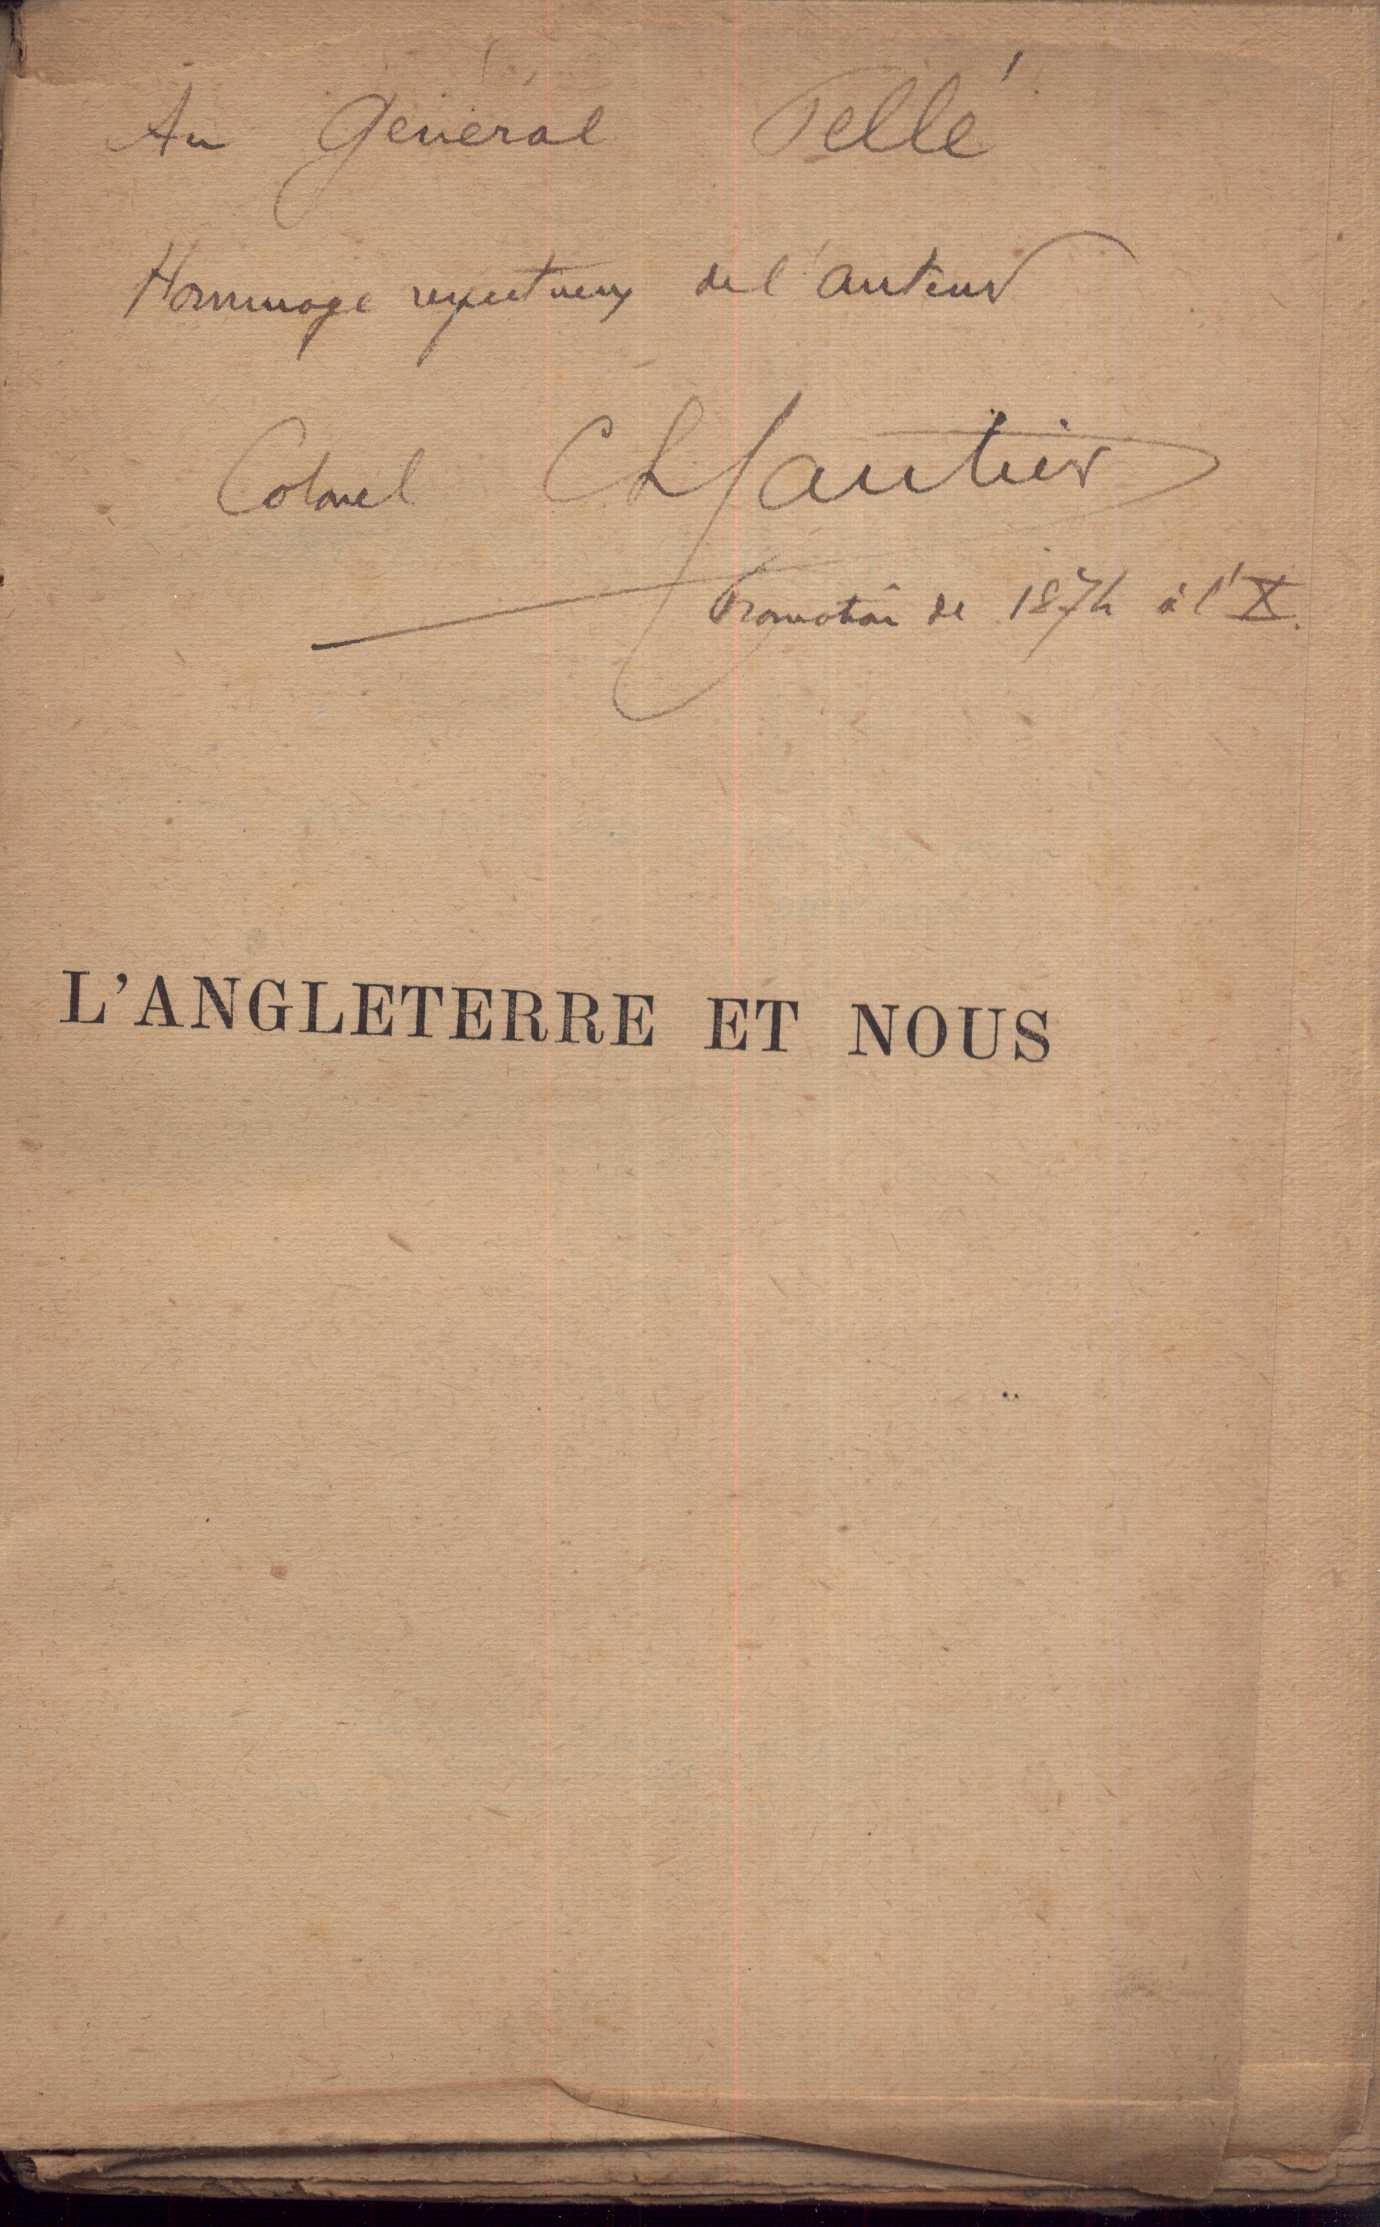 Au Général Pellé
Hommage respectueux de l'auteur
Colonel Ch Gautier
Promotion de 1874 à l'X.
L'ANGLETERRE ET NOUS